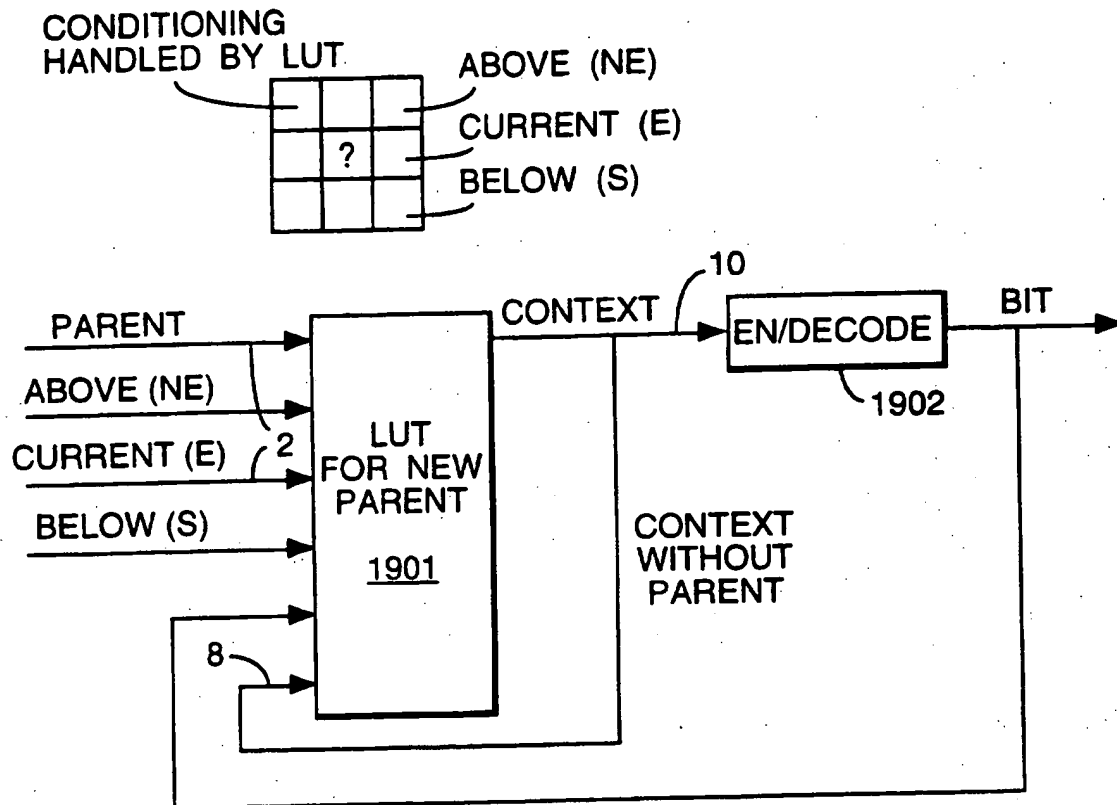 CONDITIONING
HANDLED BY LUT
ABOVE (NE)
CURRENT (E)
?
BELOW (S)
10
PARENT
CONTEXT
EN/DECODE
BIT
ABOVE (NE)
1902
CURRENT (E)
2
LUT
FOR NEW
PARENT
BELOW (S)
1901
CONTEXT
WITHOUT
PARENT
8